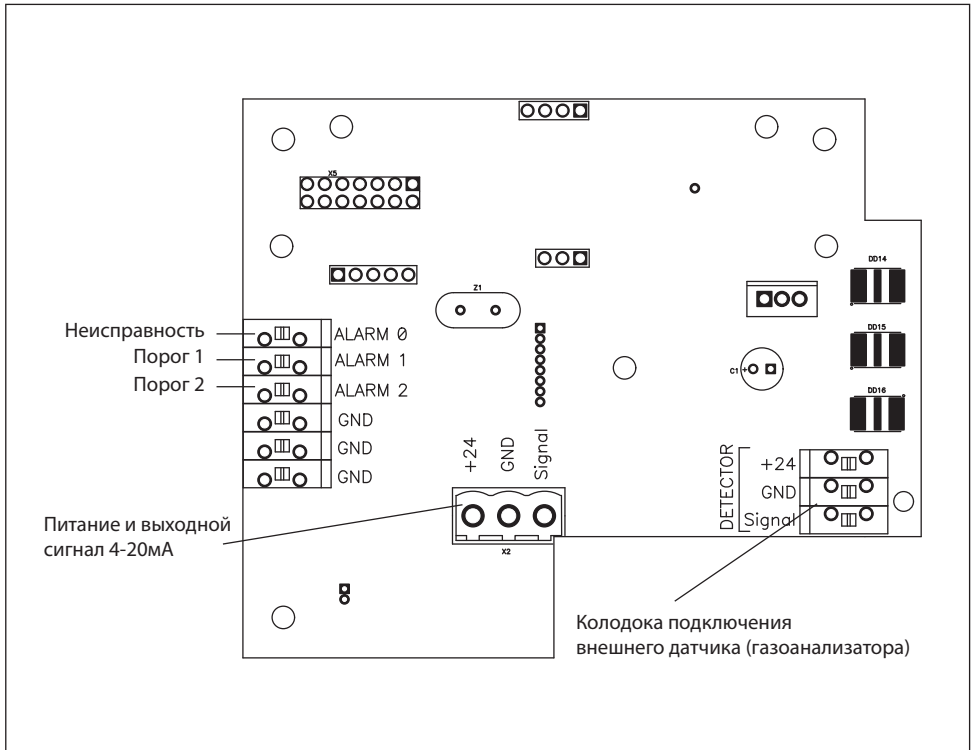 X5
DD14
Z1
Неисправность
ALARM 0
Порог 1
ALARM 1
DD15
Порог 2
ALARM 2
C1 +
DD16
GND
GND
GND
+24
GND
Signal
DETECTOR
+24
GND
Signal
Питание и выходной
сигнал 4-20мА
X2
Колодока подключения
внешнего датчика (газоанализатора)